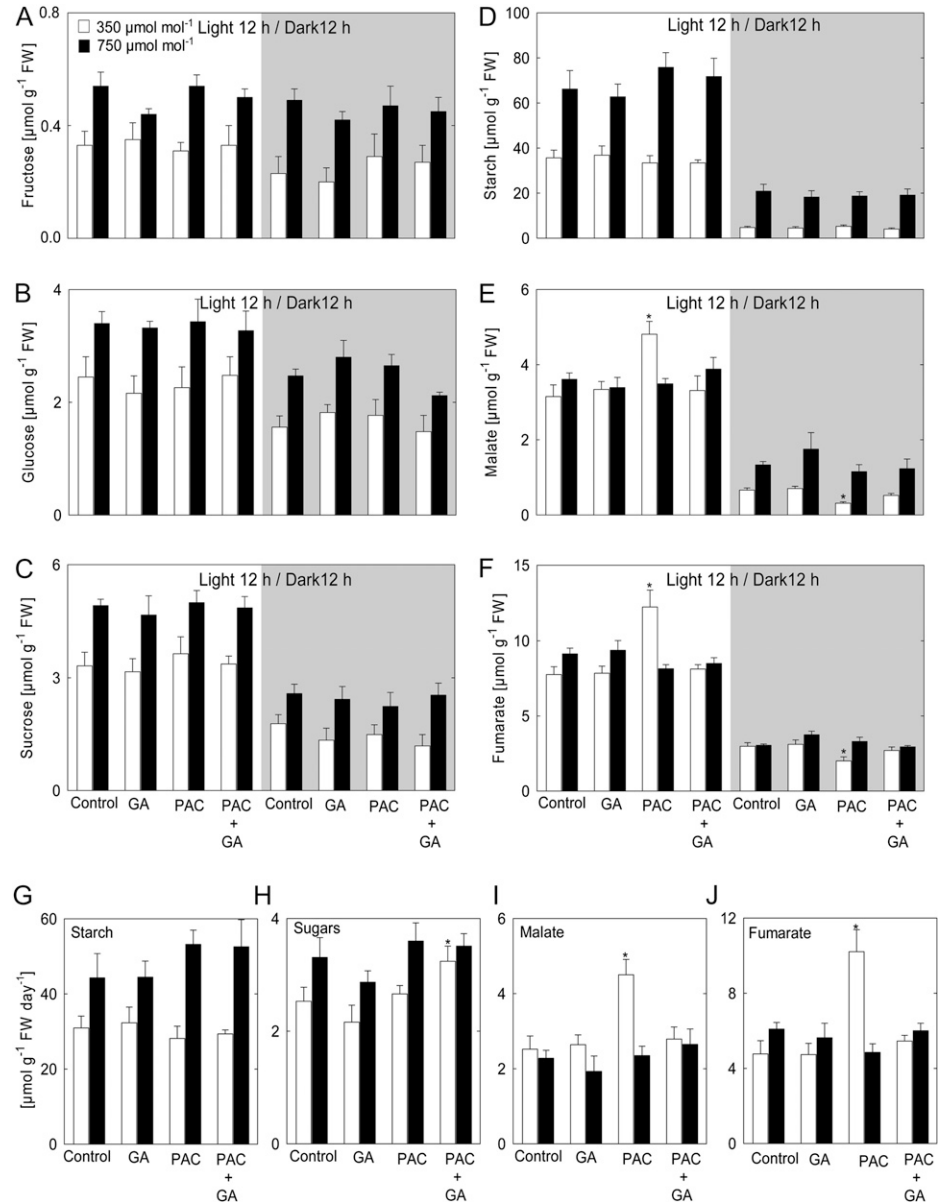 A
0.8
350 µmol mol-1
Light 12 h / Dark12 h
750 µmol mol-1
Fructose [µmol g-1 FW]
0.4
0.0
D
100
Light 12 h / Dark12 h
80
60
40
20
0
Starch [µmol g-1 FW]
B
4
Light 12 h / Dark12 h
Glucose [µmol g-1 FW]
2
0
E
6
Light 12 h / Dark12 h
*
Malate [µmol g-1 FW]
4
2
*
0
C
6
Light 12 h / Dark12 h
Sucrose [µmol g-1 FW]
3
0
Control GA PAC PAC + GA Control GA PAC PAC + GA
F
15
Light 12 h / Dark12 h
*
Fumarate [µmol g-1 FW]
10
5
*
0
Control GA PAC PAC + GA Control GA PAC PAC + GA
G
60
Starch
[µmol g-1 FW day-1]
40
20
0
Control GA PAC PAC + GA
H
4
Sugars
*
2
0
Control GA PAC PAC + GA
I
6
Malate
*
4
2
0
Control GA PAC PAC + GA
J
12
Fumarate
*
8
4
0
Control GA PAC PAC + GA